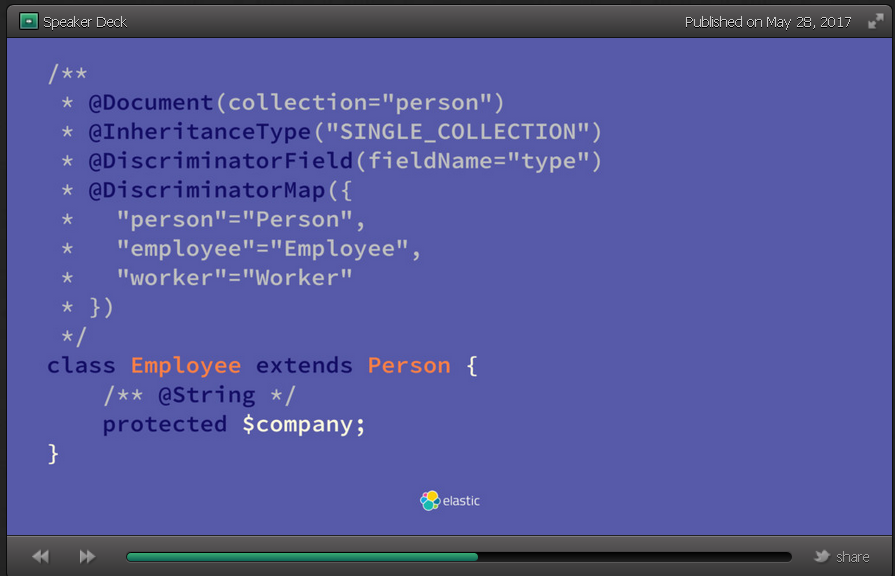 Speaker Deck
Published on May 28, 2017
/**
 * @Document(collection="person")
 * @InheritanceType("SINGLE_COLLECTION")
 * @DiscriminatorField(fieldName="type")
 * @DiscriminatorMap({
 *   "person"="Person",
 *   "employee"="Employee",
 *   "worker"="Worker"
 * })
 */
class Employee extends Person {
    /** @String */
    protected $company;
}
elastic
share